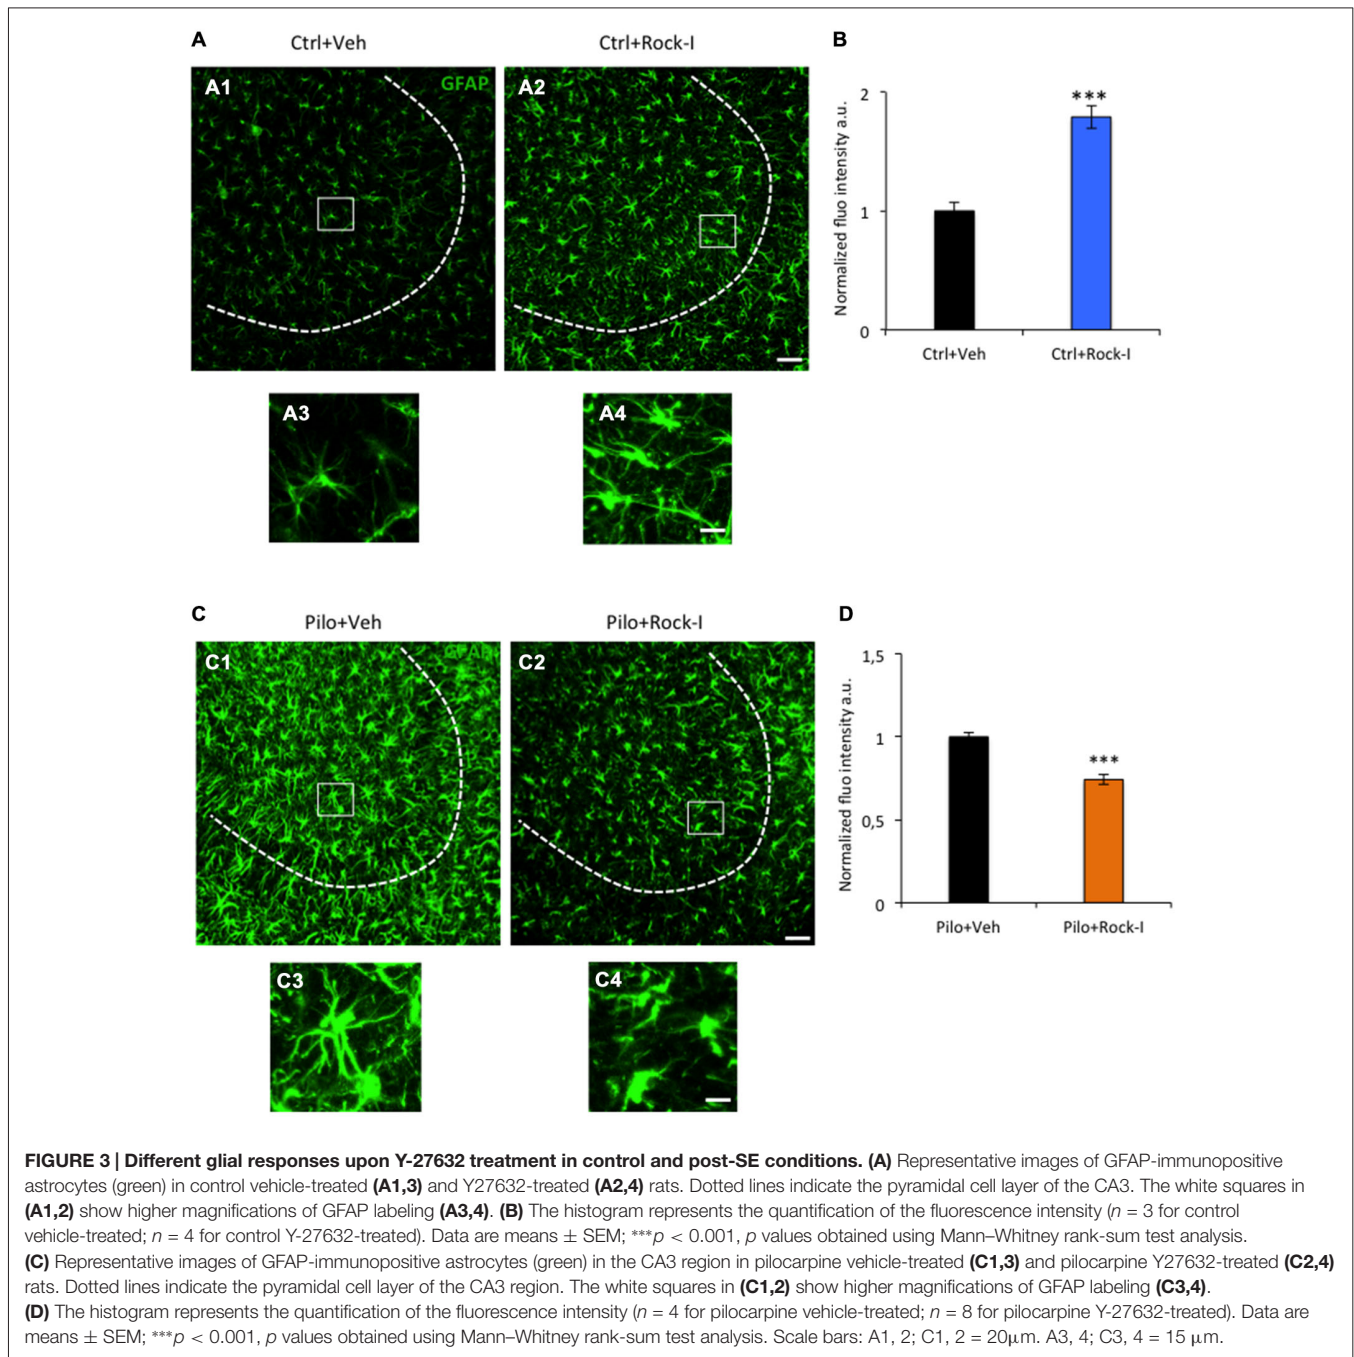 A
Ctrl+Veh
Ctrl+Rock-I
A1
GFAP
A2
A3
A4
B
Normalized fluo intensity a.u.
2
1
0
***
Ctrl+Veh
Ctrl+Rock-I
C
Pilo+Veh
Pilo+Rock-I
C1
GFAP
C2
C3
C4
D
Normalized fluo intensity a.u.
1,5
1
0,5
0
***
Pilo+Veh
Pilo+Rock-I
FIGURE 3 | Different glial responses upon Y-27632 treatment in control and post-SE conditions. (A) Representative images of GFAP-immunopositive
astrocytes (green) in control vehicle-treated (A1,3) and Y27632-treated (A2,4) rats. Dotted lines indicate the pyramidal cell layer of the CA3. The white squares in
(A1,2) show higher magnifications of GFAP labeling (A3,4). (B) The histogram represents the quantification of the fluorescence intensity (n = 3 for control
vehicle-treated; n = 4 for control Y-27632-treated). Data are means ± SEM; ***p < 0.001, p values obtained using Mann–Whitney rank-sum test analysis.
(C) Representative images of GFAP-immunopositive astrocytes (green) in the CA3 region in pilocarpine vehicle-treated (C1,3) and pilocarpine Y27632-treated (C2,4)
rats. Dotted lines indicate the pyramidal cell layer of the CA3 region. The white squares in (C1,2) show higher magnifications of GFAP labeling (C3,4).
(D) The histogram represents the quantification of the fluorescence intensity (n = 4 for pilocarpine vehicle-treated; n = 8 for pilocarpine Y-27632-treated). Data are
means ± SEM; ***p < 0.001, p values obtained using Mann–Whitney rank-sum test analysis. Scale bars: A1, 2; C1, 2 = 20μm. A3, 4; C3, 4 = 15 μm.